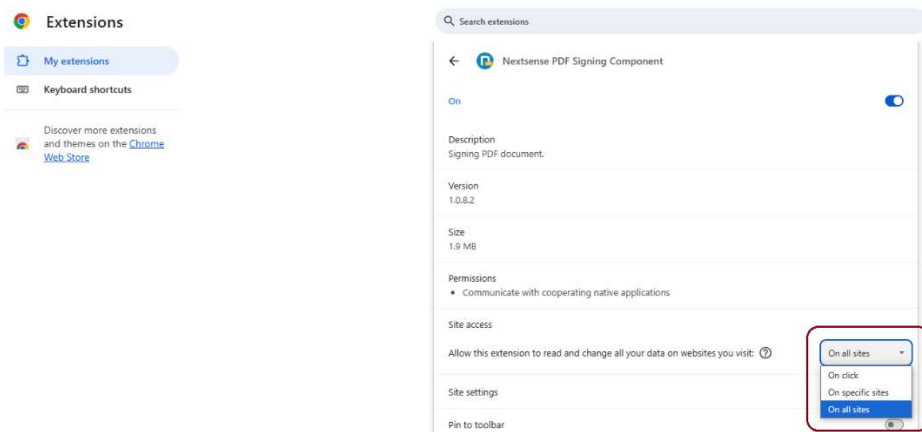 Extensions
My extensions
Keyboard shortcuts
Discover more extensions
and themes on the Chrome
Web Store
Search extensions
Nextsense PDF Signing Component
On
Description
Signing PDF document.
Version
1.0.8.2
Size
1.9 MB
Permissions
• Communicate with cooperating native applications
Site access
Allow this extension to read and change all your data on websites you visit:
On all sites
On click
On specific sites
On all sites
Site settings
Pin to toolbar